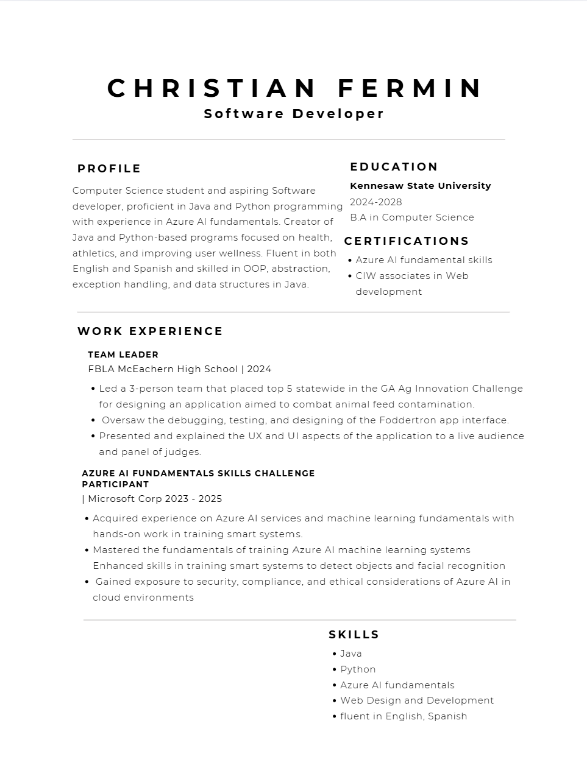 CHRISTIAN FERMIN
Software Developer
PROFILE
Computer Science student and aspiring Software
developer, proficient in Java and Python programming
with experience in Azure AI fundamentals. Creator of
Java and Python-based programs focused on health,
athletics, and improving user wellness. Fluent in both
English and Spanish and skilled in OOP, abstraction,
exception handling, and data structures in Java.
EDUCATION
Kennesaw State University
2024-2028
B.A in Computer Science
CERTIFICATIONS
• Azure AI fundamental skills
• CIW associates in Web
development
WORK EXPERIENCE
TEAM LEADER
FBLA McEachern High School | 2024
• Led a 3-person team that placed top 5 statewide in the GA Ag Innovation Challenge
for designing an application aimed to combat animal feed contamination.
• Oversaw the debugging, testing, and designing of the Foddertron app interface.
• Presented and explained the UX and UI aspects of the application to a live audience
and panel of judges.
AZURE AI FUNDAMENTALS SKILLS CHALLENGE
PARTICIPANT
| Microsoft Corp 2023 - 2025
• Acquired experience on Azure AI services and machine learning fundamentals with
hands-on work in training smart systems.
• Mastered the fundamentals of training Azure AI machine learning systems
Enhanced skills in training smart systems to detect objects and facial recognition
• Gained exposure to security, compliance, and ethical considerations of Azure AI in
cloud environments
SKILLS
• Java
• Python
• Azure AI fundamentals
• Web Design and Development
• fluent in English, Spanish